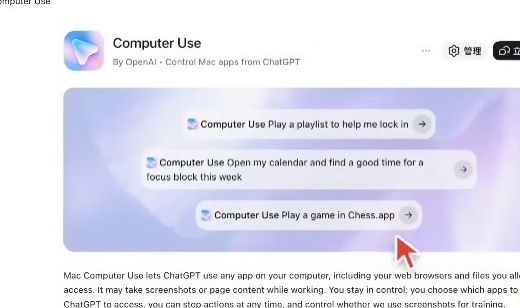 Computer Use
Computer Use
By OpenAI • Control Mac apps from ChatGPT
管理
Computer Use Play a playlist to help me lock in
Computer Use Open my calendar and find a good time for a
focus block this week
Computer Use Play a game in Chess.app
Mac Computer Use lets ChatGPT use any app on your computer, including your web browsers and files you
access. It may take screenshots or page content while working. You stay in control: you choose which apps to
ChatGPT to access, you can stop actions at any time, and control whether we use screenshots for training.